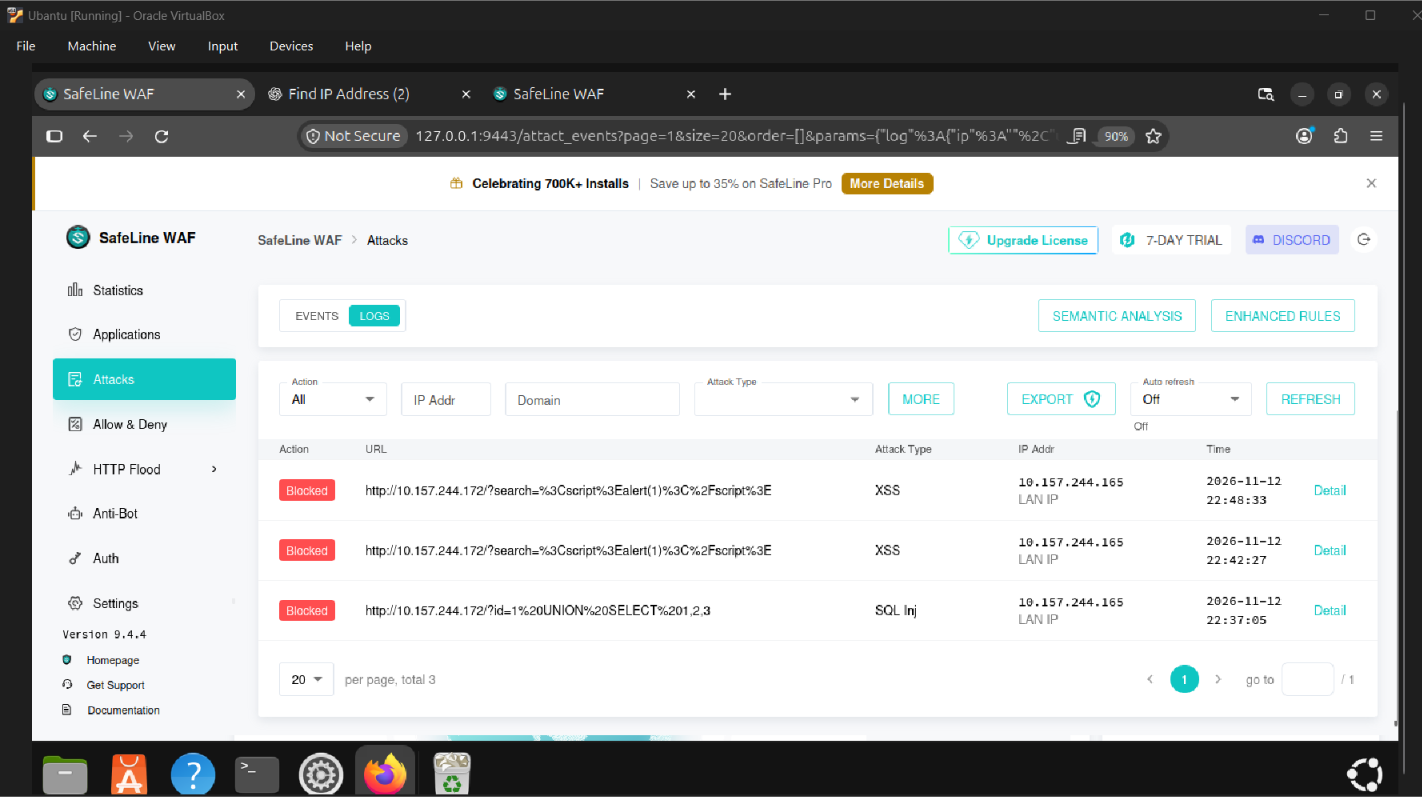 Ubantu [Running] - Oracle VirtualBox
File Machine View Input Devices Help
SafeLine WAF Find IP Address (2) SafeLine WAF
Not Secure 127.0.0.1:9443/attact_events?page=1&size=20&order=[]&params={"log"%3A{"ip"%3A""%2C" 90%
Celebrating 700K+ Installs | Save up to 35% on SafeLine Pro More Details
SafeLine WAF
SafeLine WAF > Attacks
Upgrade License 7-DAY TRIAL DISCORD
Statistics
Applications
Attacks
Allow & Deny
HTTP Flood
Anti-Bot
Auth
Settings
Version 9.4.4
Homepage
Get Support
Documentation
EVENTS LOGS
SEMANTIC ANALYSIS ENHANCED RULES
Action
All
IP Addr
Domain
Attack Type
MORE
EXPORT
Auto refresh
Off
Off
REFRESH
Action URL Attack Type IP Addr Time
Blocked http://10.157.244.172/?search=%3Cscript%3Ealert(1)%3C%2Fscript%3E XSS 10.157.244.165 LAN IP 2026-11-12 22:48:33 Detail
Blocked http://10.157.244.172/?search=%3Cscript%3Ealert(1)%3C%2Fscript%3E XSS 10.157.244.165 LAN IP 2026-11-12 22:42:27 Detail
Blocked http://10.157.244.172/?id=1%20UNION%20SELECT%201,2,3 SQL Inj 10.157.244.165 LAN IP 2026-11-12 22:37:05 Detail
20 per page, total 3
1 go to / 1